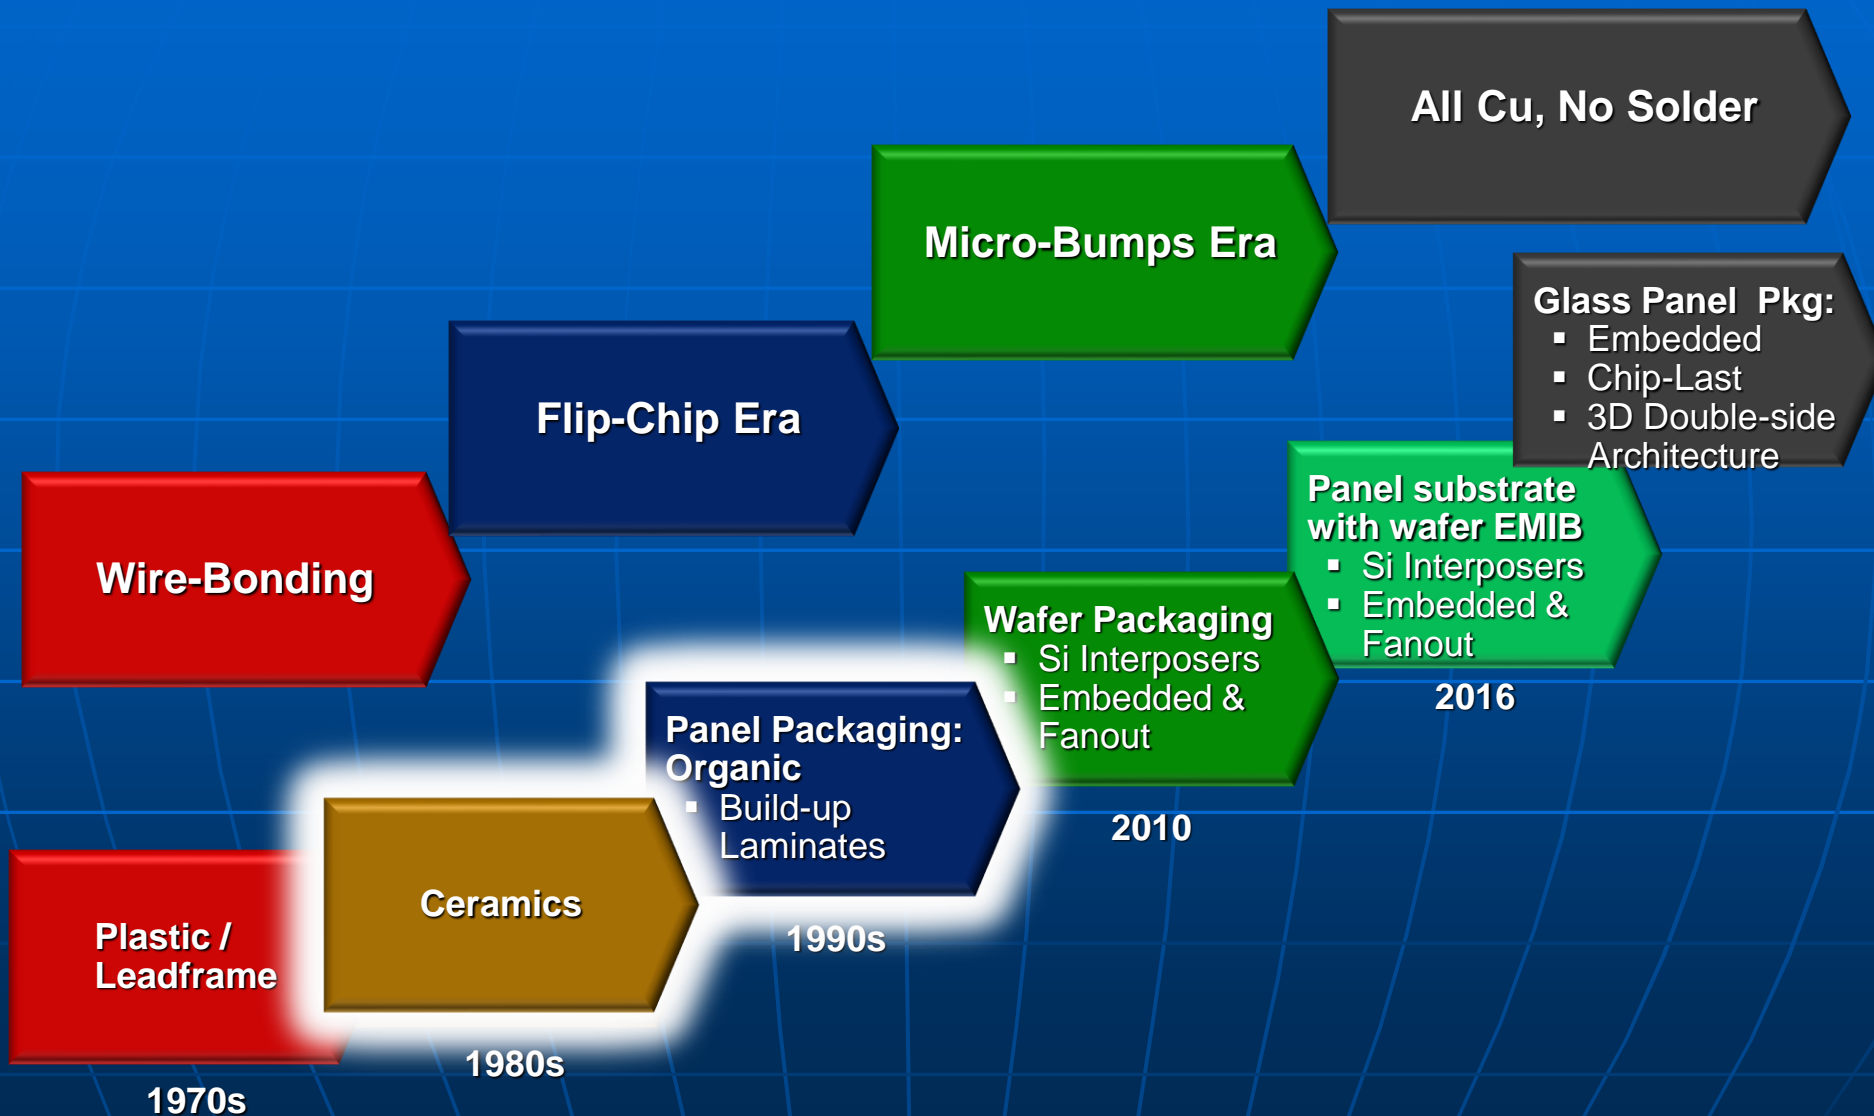 All Cu, No Solder
Micro-Bumps Era
Glass Panel Pkg:
▪ Embedded
▪ Chip-Last
▪ 3D Double-side
Architecture
Flip-Chip Era
Wire-Bonding
Panel substrate
with wafer EMIB
▪ Si Interposers
▪ Embedded &
Fanout
2016
Wafer Packaging
▪ Si Interposers
▪ Embedded &
Fanout
2010
Panel Packaging:
Organic
▪ Build-up
Laminates
1990s
Ceramics
1980s
Plastic /
Leadframe
1970s